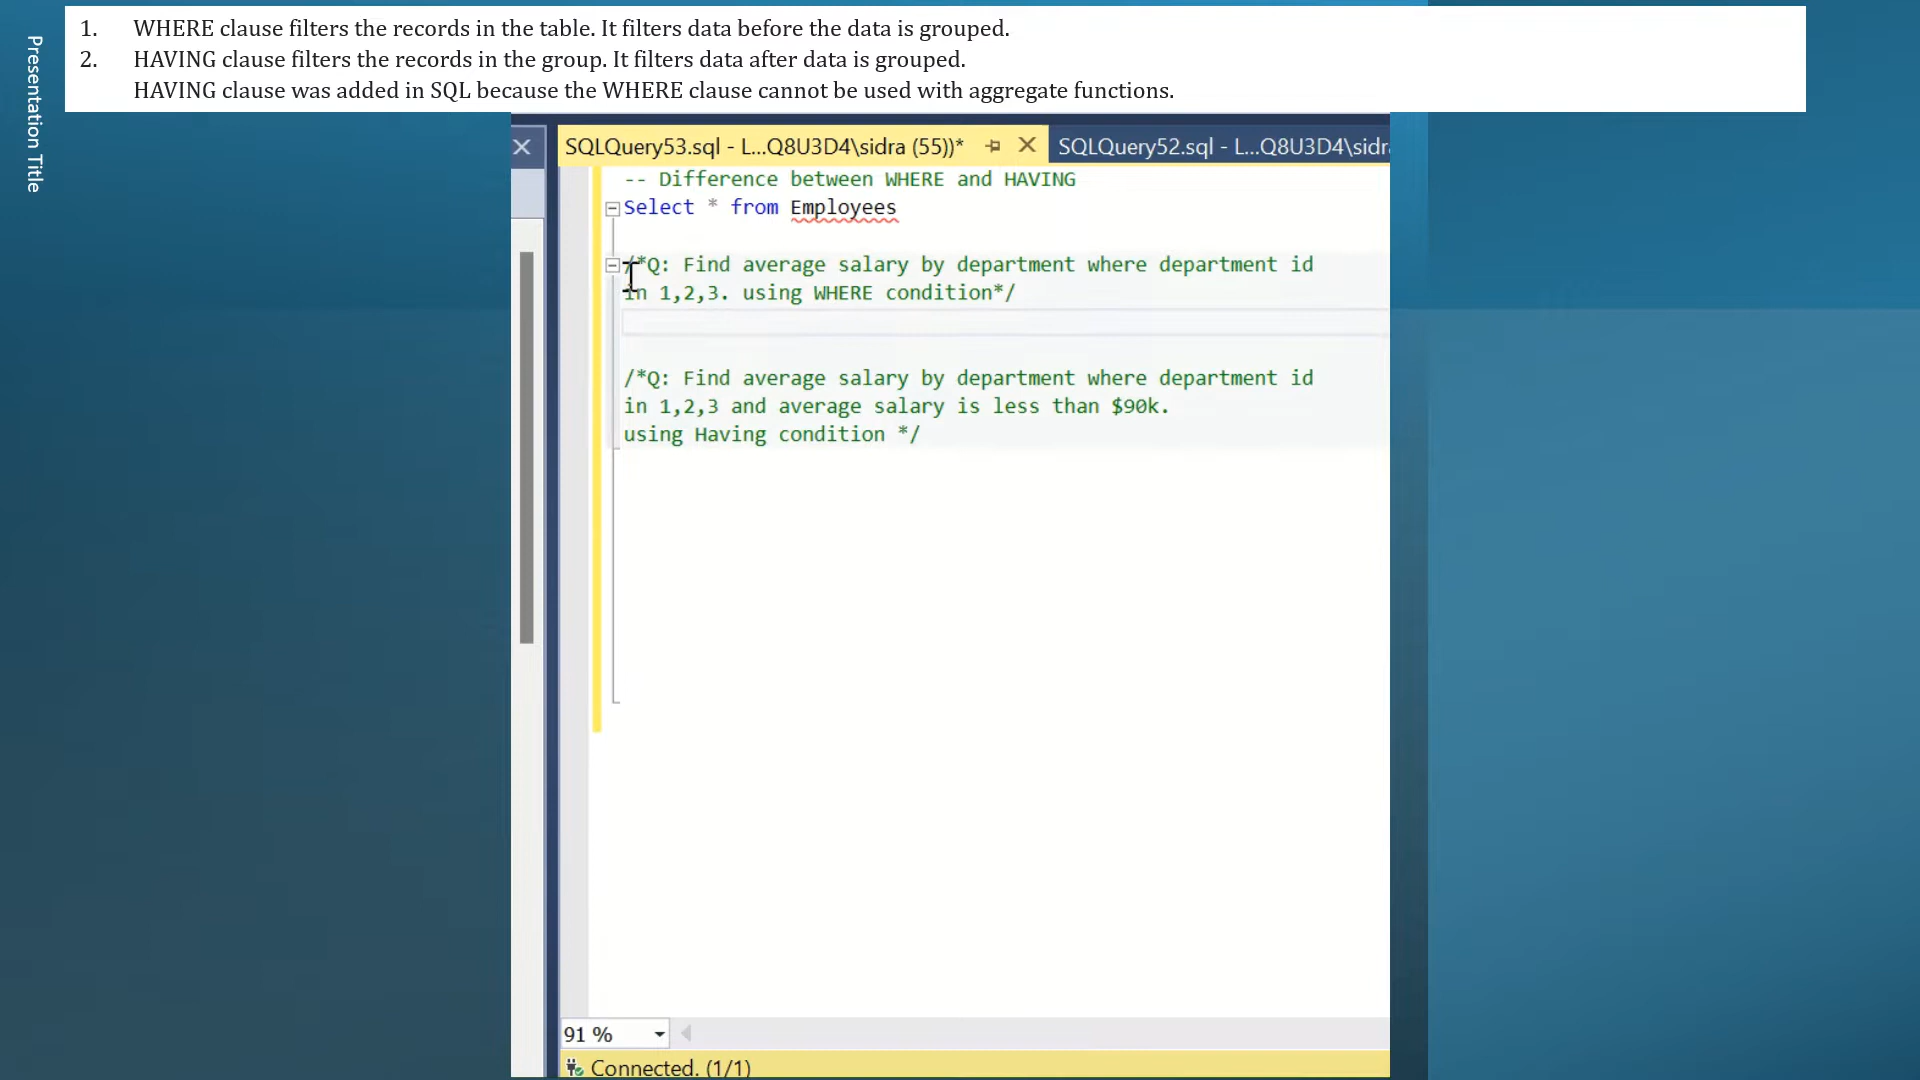 Presentation Title
1. WHERE clause filters the records in the table. It filters data before the data is grouped.
2. HAVING clause filters the records in the group. It filters data after data is grouped.
HAVING clause was added in SQL because the WHERE clause cannot be used with aggregate functions.
SQLQuery53.sql - L...Q8U3D4\sidra (55))* SQLQuery52.sql - L...Q8U3D4\sidr
-- Difference between WHERE and HAVING
Select * from Employees
/*Q: Find average salary by department where department id
in 1,2,3. using WHERE condition*/
/*Q: Find average salary by department where department id
in 1,2,3 and average salary is less than $90k.
using Having condition */
91 %
Connected. (1/1)